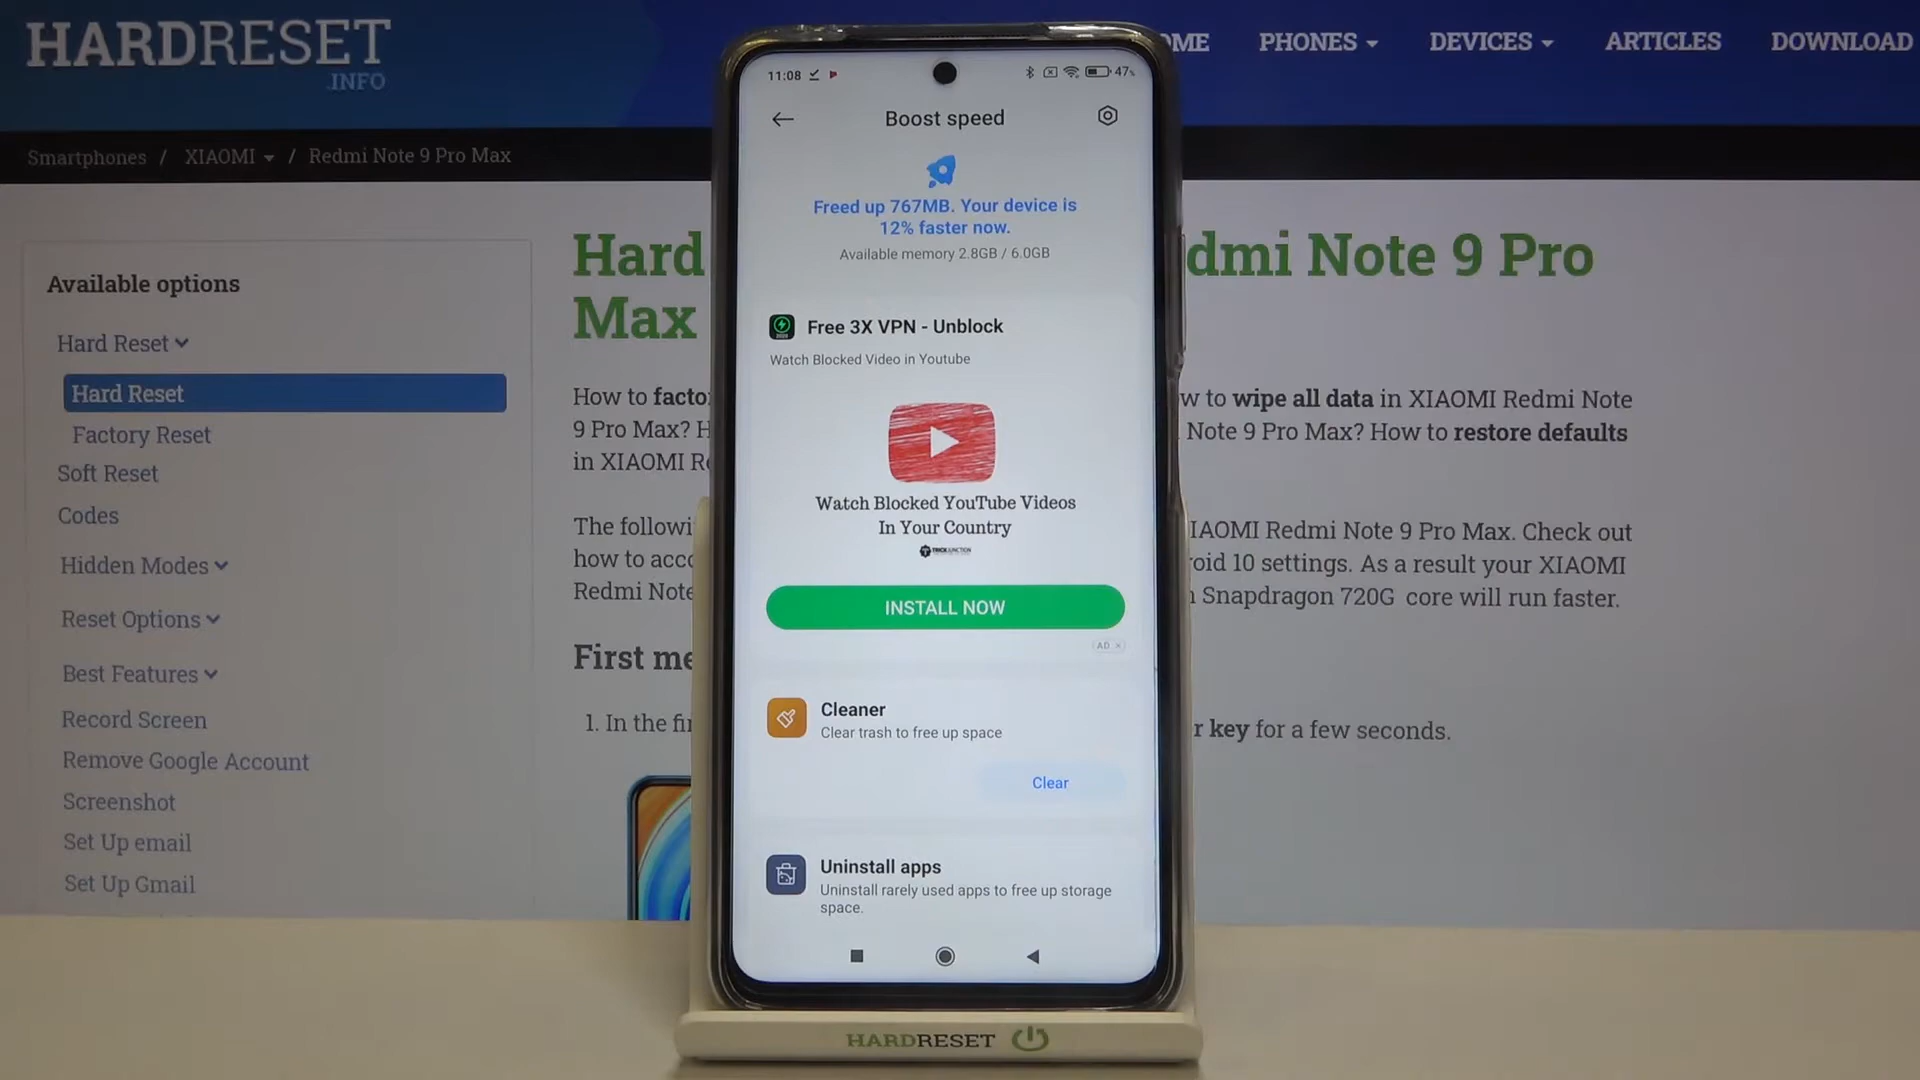 HARDRESET
.INFO
OME
PHONES
DEVICES
ARTICLES
DOWNLOAD
Smartphones / XIAOMI / Redmi Note 9 Pro Max
Available options
Hard Reset
Hard Reset
Factory Reset
Soft Reset
Codes
Hidden Modes
Reset Options
Best Features
Record Screen
Remove Google Account
Screenshot
Set Up email
Set Up Gmail
Hard
dmi Note 9 Pro
Max
How to facto
w to wipe all data in XIAOMI Redmi Note
9 Pro Max? H
Note 9 Pro Max? How to restore defaults
in XIAOMI R
The followi
IAOMI Redmi Note 9 Pro Max. Check out
how to acco
oid 10 settings. As a result your XIAOMI
Redmi Note
Snapdragon 720G core will run faster.
First me
1. In the fi
r key for a few seconds.
11:08
47%
Boost speed
Freed up 767MB. Your device is
12% faster now.
Available memory 2.8GB / 6.0GB
Free 3X VPN - Unblock
Watch Blocked Video in Youtube
Watch Blocked YouTube Videos
In Your Country
TRICKJUNCTION
INSTALL NOW
AD ×
Cleaner
Clear trash to free up space
Clear
Uninstall apps
Uninstall rarely used apps to free up storage
space.
HARDRESET